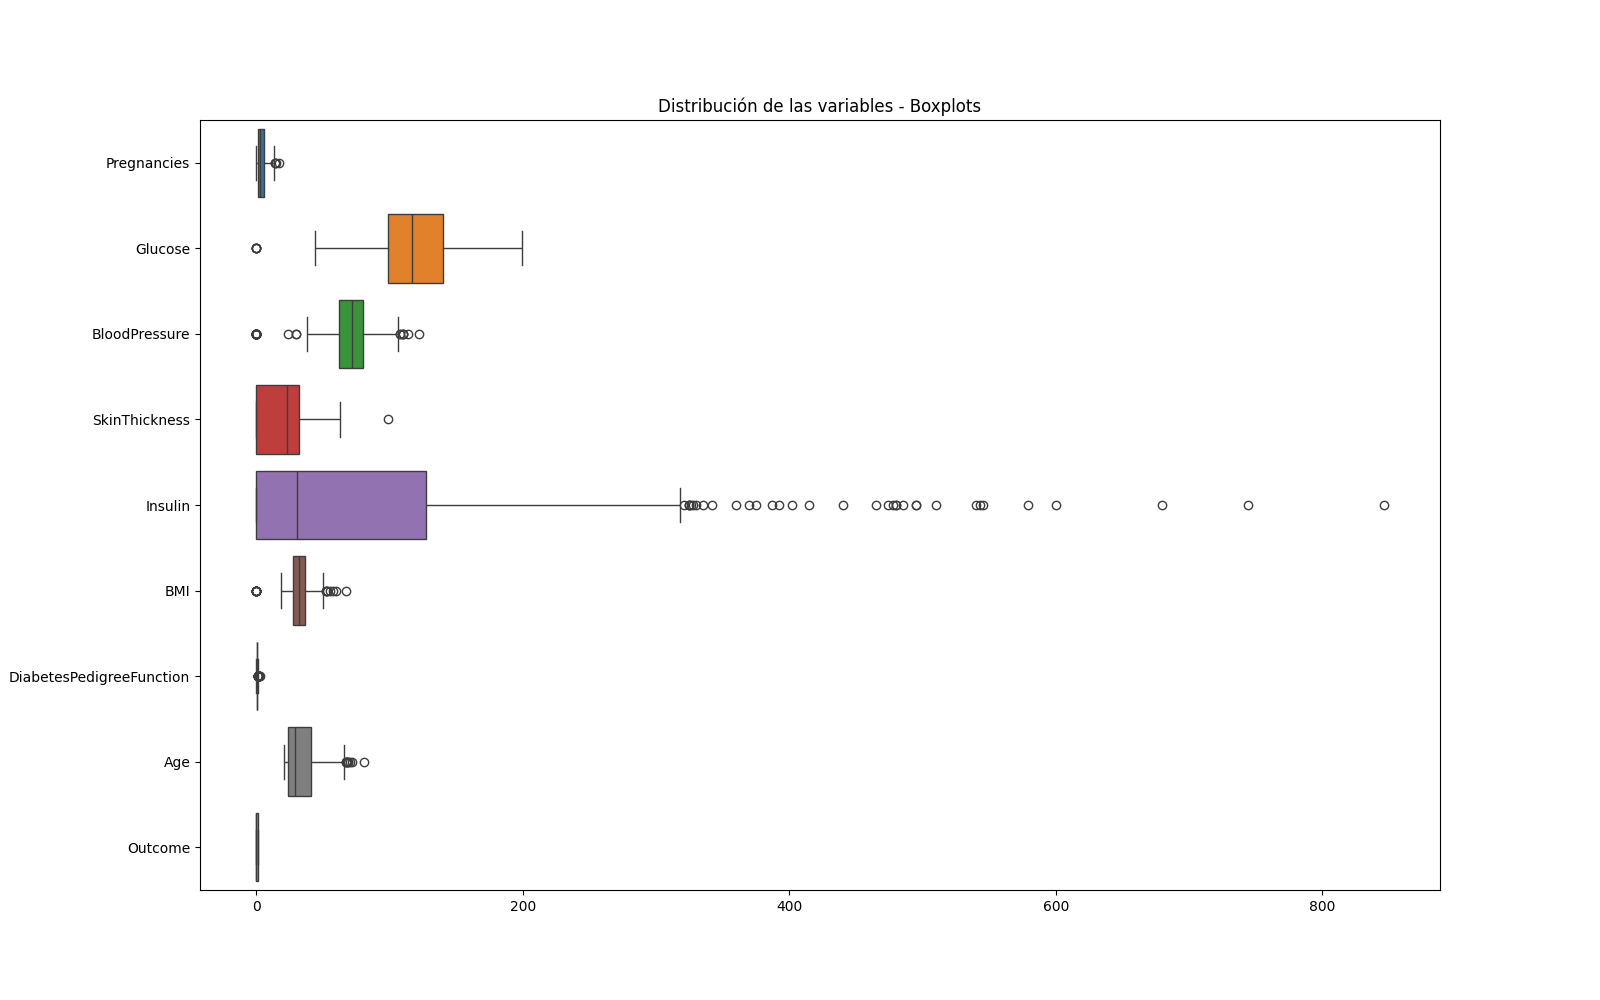 Distribución de las variables - Boxplots
Pregnancies
Glucose
BloodPressure
SkinThickness
Insulin
BMI
DiabetesPedigreeFunction
Age
Outcome
0 200 400 600 800